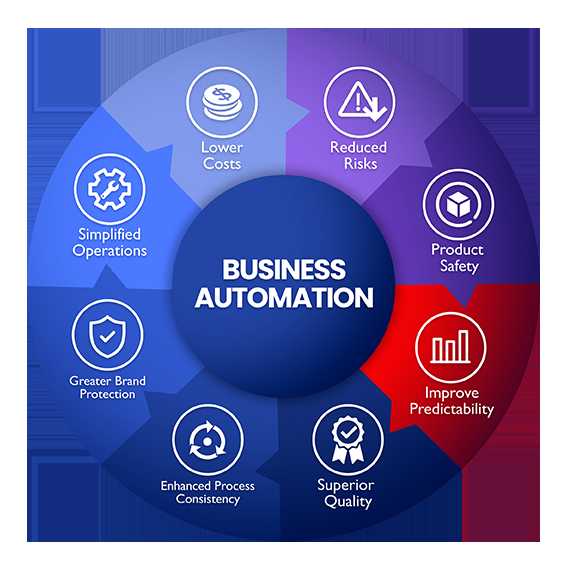 BUSINESS
AUTOMATION
Lower
Costs
Reduced
Risks
Product
Safety
Improve
Predictability
Superior
Quality
Enhanced Process
Consistency
Greater Brand
Protection
Simplified
Operations